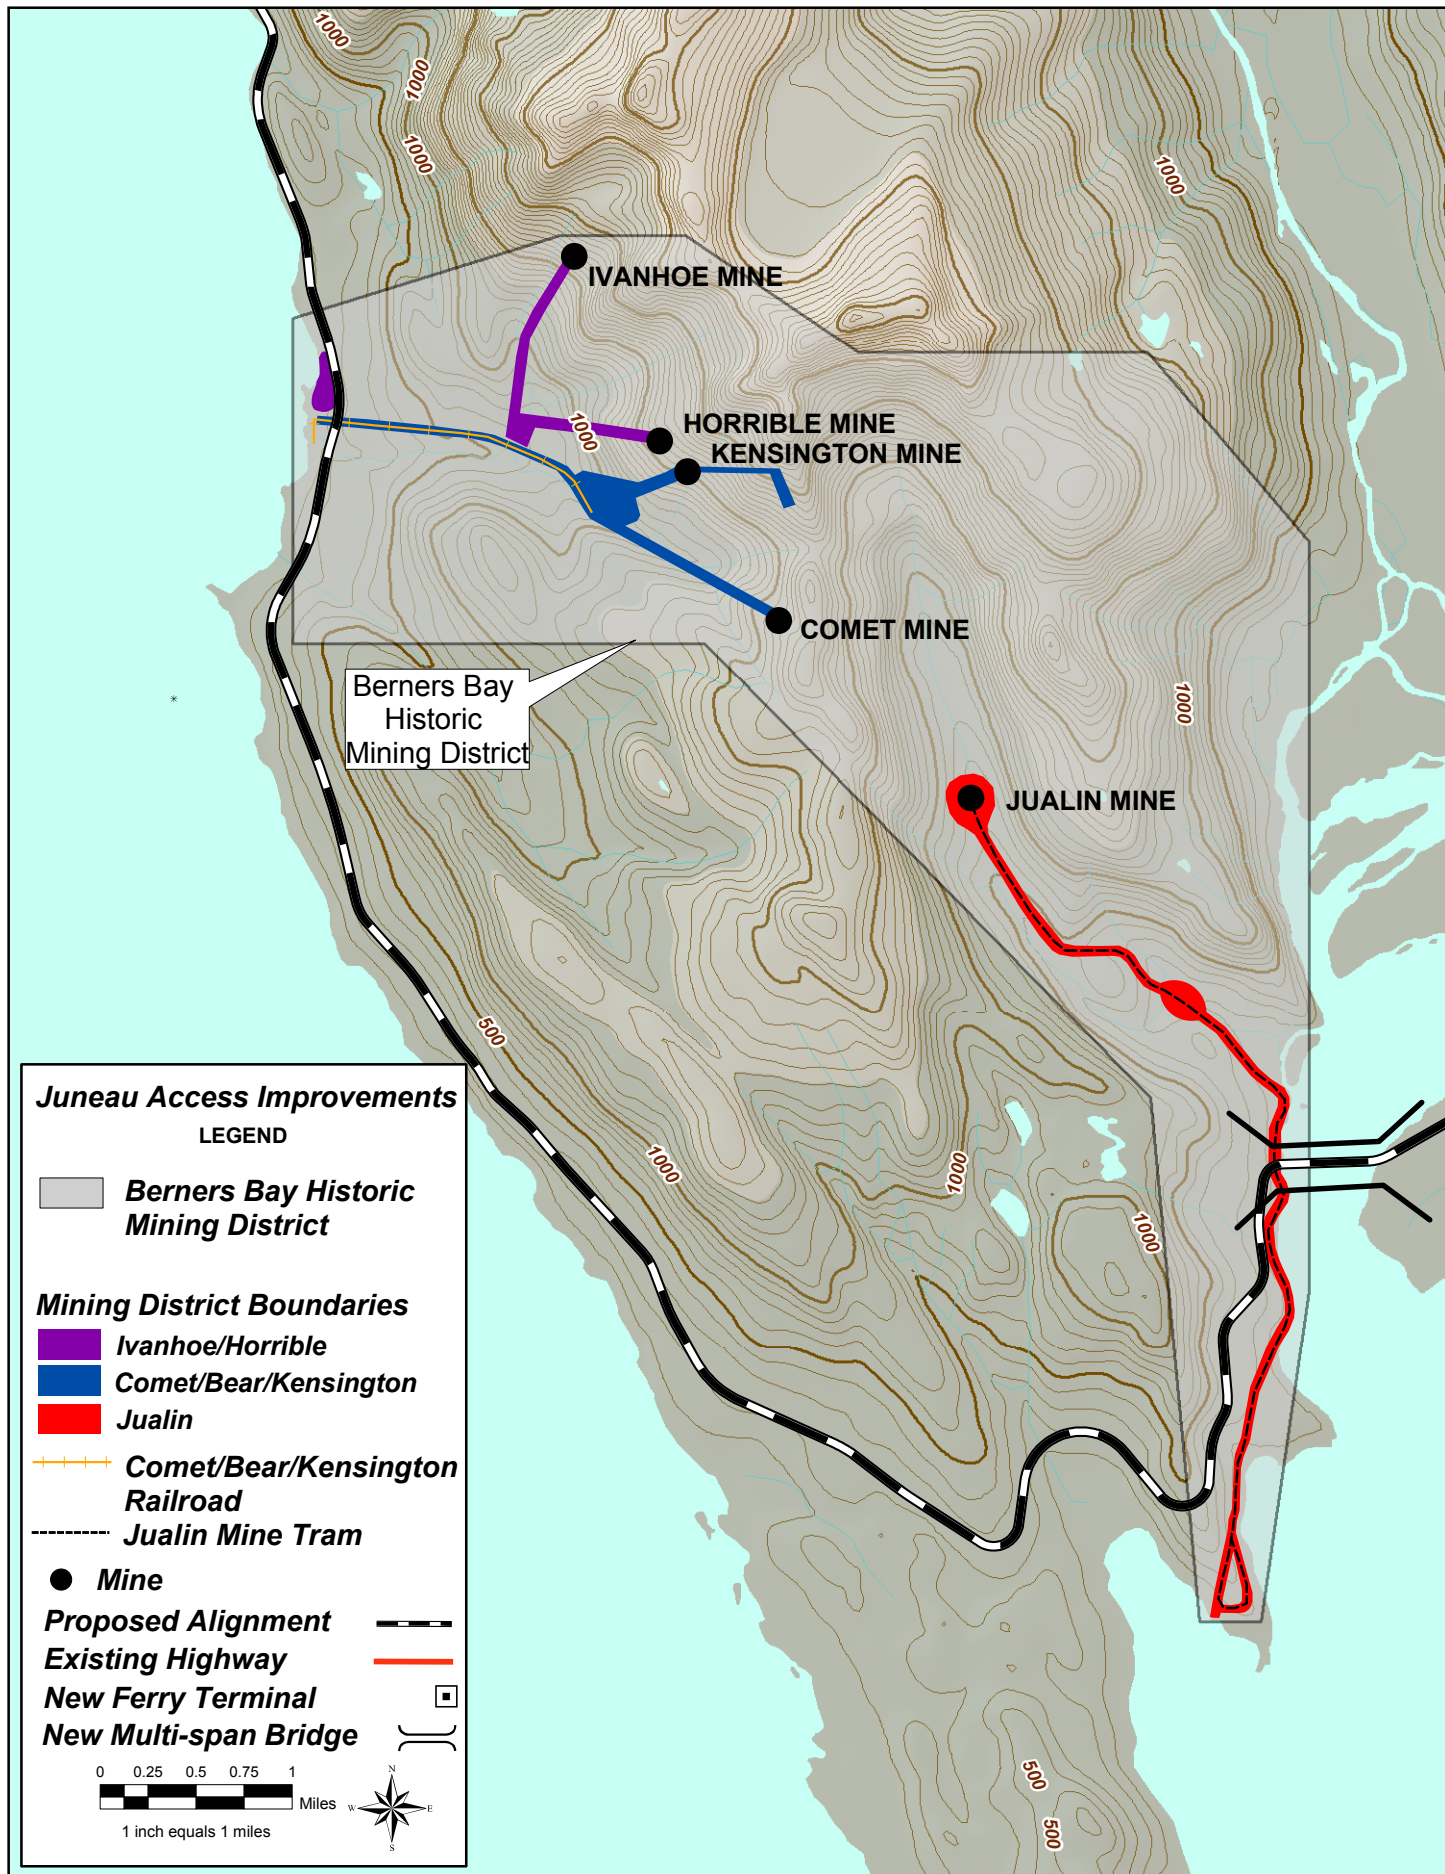 1000
1000
1000
1000
IVANHOE MINE
HORRIBLE MINE
1000
KENSINGTON MINE
COMET MINE
Berners Bay
Historic
Mining District
1000
JUALIN MINE
500
1000
1000
1000
500
500
Juneau Access Improvements
LEGEND
Berners Bay Historic
Mining District
Mining District Boundaries
Ivanhoe/Horrible
Comet/Bear/Kensington
Jualin
Comet/Bear/Kensington
Railroad
Jualin Mine Tram
Mine
Proposed Alignment
Existing Highway
New Ferry Terminal
New Multi-span Bridge
0 0.25 0.5 0.75 1
Miles
1 inch equals 1 miles
N
W E
S